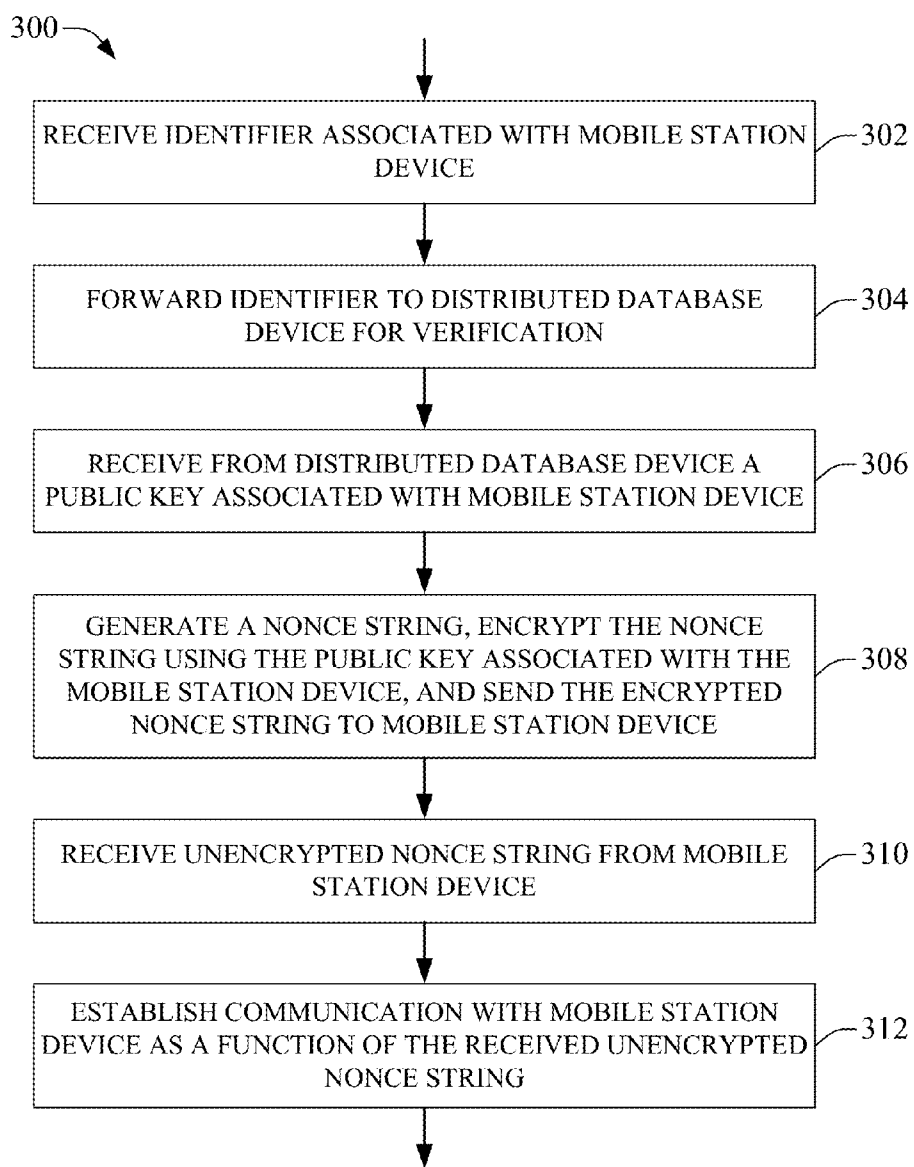 300
RECEIVE IDENTIFIER ASSOCIATED WITH MOBILE STATION
DEVICE
302
FORWARD IDENTIFIER TO DISTRIBUTED DATABASE
DEVICE FOR VERIFICATION
304
RECEIVE FROM DISTRIBUTED DATABASE DEVICE A
PUBLIC KEY ASSOCIATED WITH MOBILE STATION DEVICE
306
GENERATE A NONCE STRING, ENCRYPT THE NONCE
STRING USING THE PUBLIC KEY ASSOCIATED WITH THE
MOBILE STATION DEVICE, AND SEND THE ENCRYPTED
NONCE STRING TO MOBILE STATION DEVICE
308
RECEIVE UNENCRYPTED NONCE STRING FROM MOBILE
STATION DEVICE
310
ESTABLISH COMMUNICATION WITH MOBILE STATION
DEVICE AS A FUNCTION OF THE RECEIVED UNENCRYPTED
NONCE STRING
312